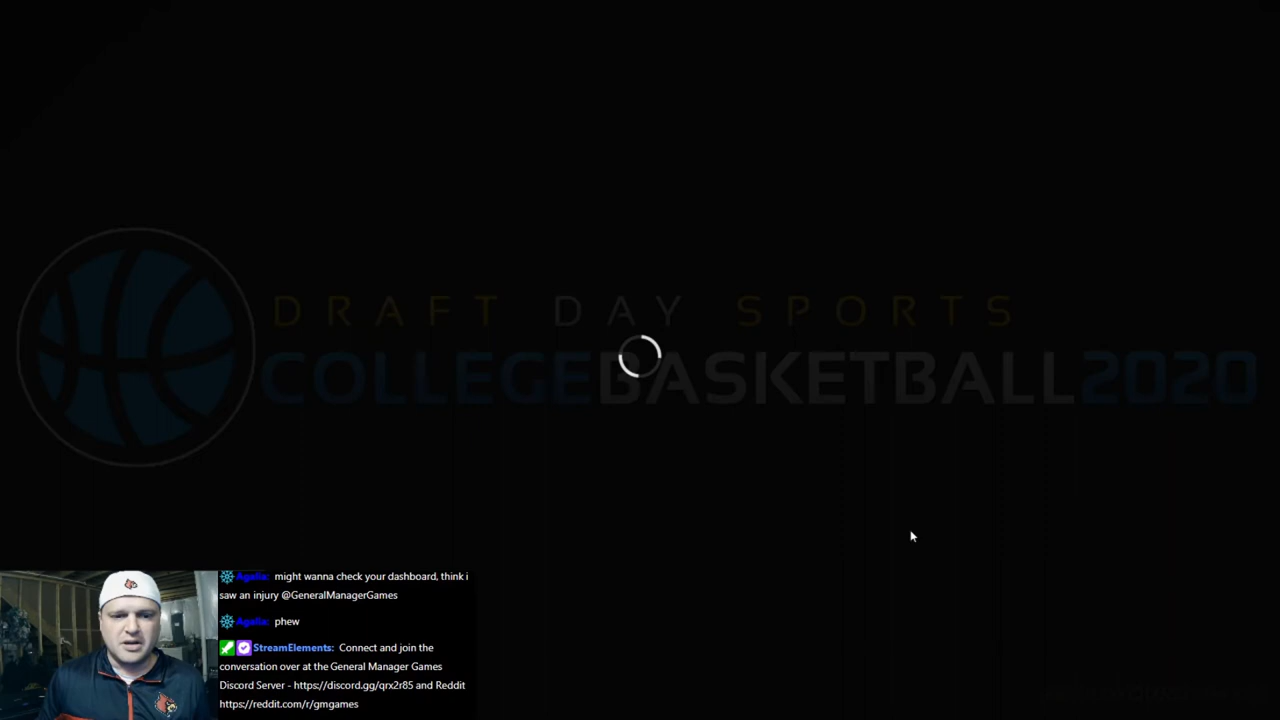 DRAFT DAY SPORTS
COLLEGEBASKETBALL2020
Agalia: might wanna check your dashboard, think i
saw an injury @GeneralManagerGames
Agalia: phew
StreamElements: Connect and join the
conversation over at the General Manager Games
Discord Server - https://discord.gg/qrx2r85 and Reddit
https://reddit.com/r/gmgames